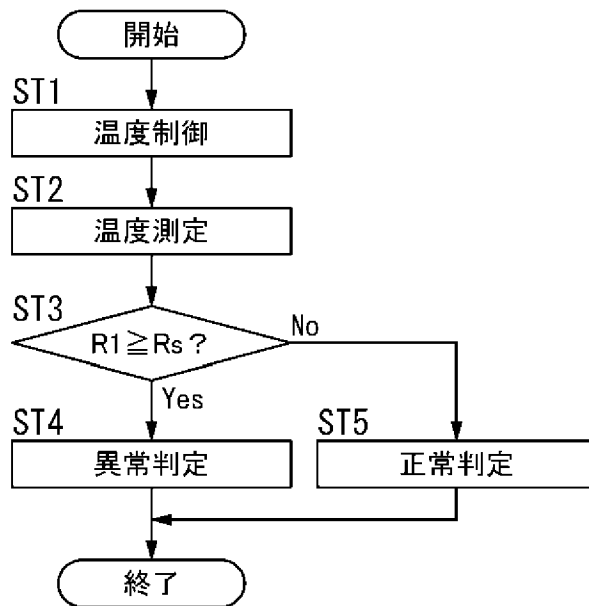 開始
ST1
温度制御
ST2
温度測定
ST3
R1≧Rs？
No
Yes
ST4
異常判定
ST5
正常判定
終了